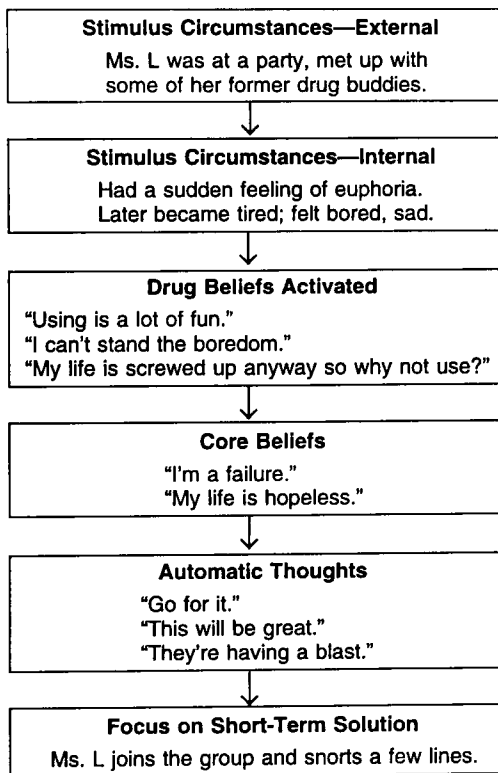 Stimulus Circumstances—External
Ms. L was at a party, met up with
some of her former drug buddies.
Stimulus Circumstances—Internal
Had a sudden feeling of euphoria.
Later became tired; felt bored, sad.
Drug Beliefs Activated
“Using is a lot of fun.”
“I can't stand the boredom.”
“My life is screwed up anyway so why not use?”
Core Beliefs
“I'm a failure.”
“My life is hopeless.”
Automatic Thoughts
“Go for it.”
“This will be great.”
“They're having a blast.”
Focus on Short-Term Solution
Ms. L joins the group and snorts a few lines.